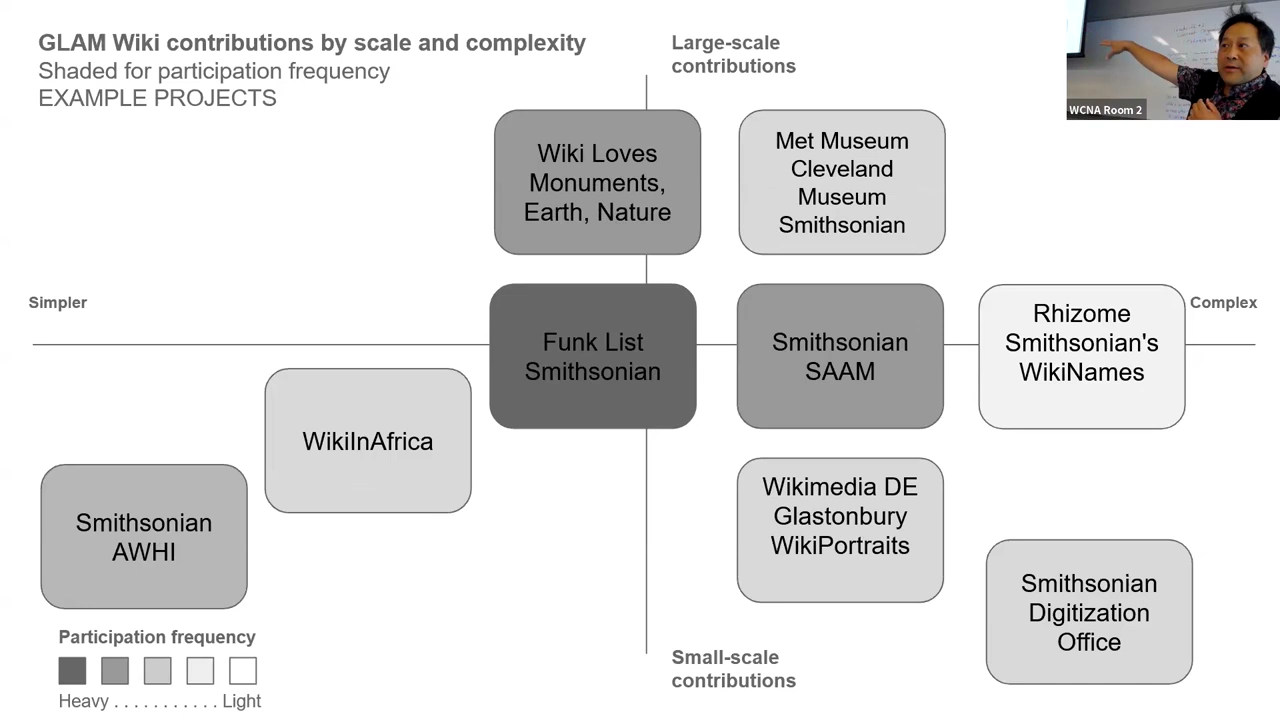 GLAM Wiki contributions by scale and complexity
Shaded for participation frequency
EXAMPLE PROJECTS
Large-scale
contributions
WCNA Room 2
Wiki Loves
Monuments,
Earth, Nature
Met Museum
Cleveland
Museum
Smithsonian
Simpler
Complex
Funk List
Smithsonian
Smithsonian
SAAM
Rhizome
Smithsonian's
WikiNames
WikiInAfrica
Smithsonian
AWHI
Wikimedia DE
Glastonbury
WikiPortraits
Smithsonian
Digitization
Office
Participation frequency
Heavy . . . . . . . . . . . Light
Small-scale
contributions